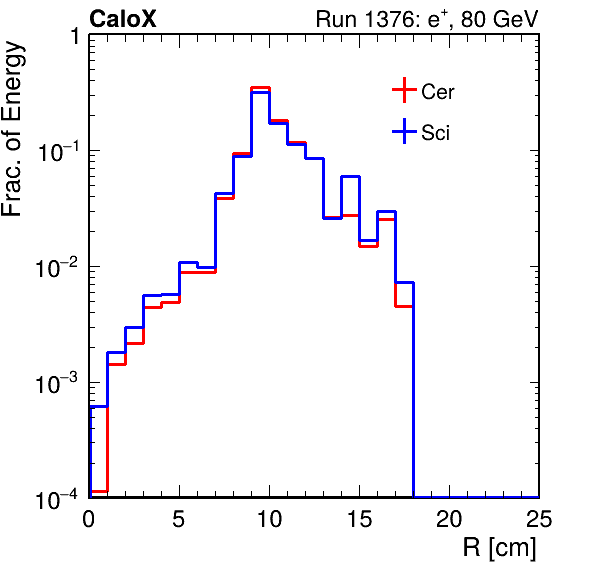 CaloX Run 1376: e⁺, 80 GeV
Frac. of Energy
1
10⁻¹
10⁻²
10⁻³
10⁻⁴
Cer
Sci
0 5 10 15 20 25
R [cm]